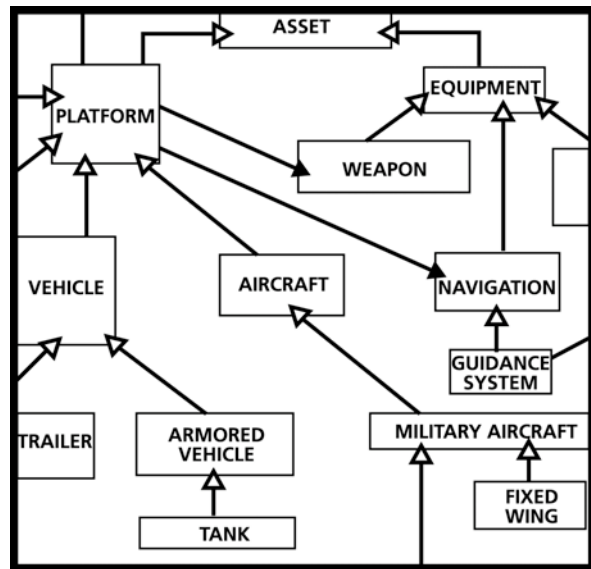 ASSET
EQUIPMENT
PLATFORM
WEAPON
VEHICLE
AIRCRAFT
NAVIGATION
GUIDANCE
SYSTEM
TRAILER
ARMORED
VEHICLE
MILITARY AIRCRAFT
FIXED
WING
TANK